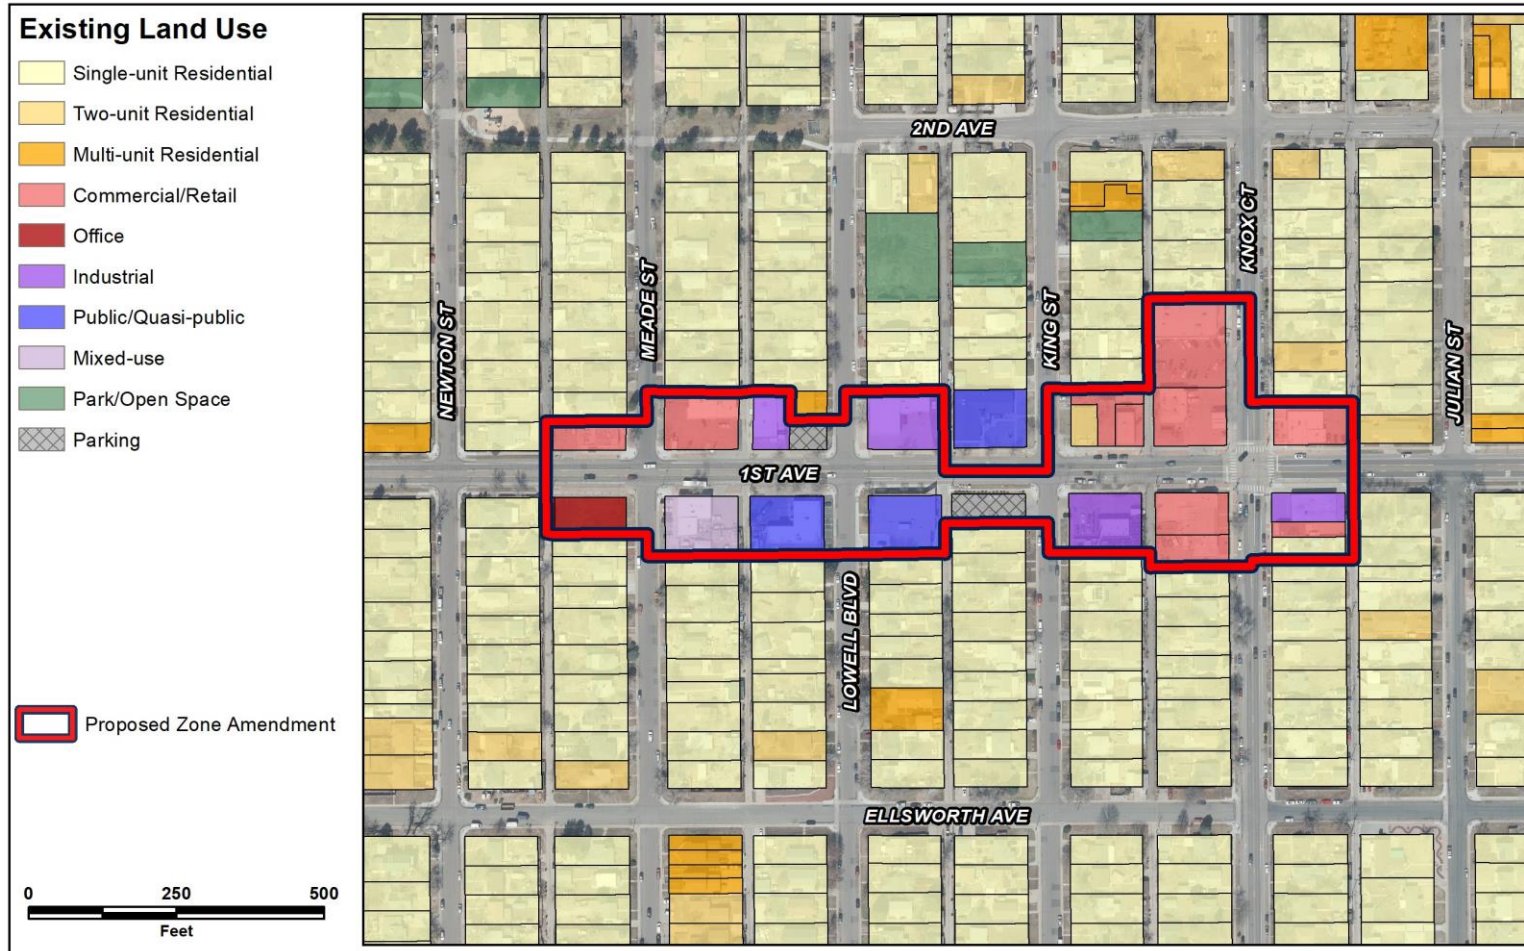 Existing Land Use
Single-unit Residential
Two-unit Residential
Multi-unit Residential
Commercial/Retail
Office
Industrial
Public/Quasi-public
Mixed-use
Park/Open Space
Parking
Proposed Zone Amendment
0 250 500
Feet
2ND AVE
KNOX CT
MEADE ST
NEWTON ST
KING ST
JULIAN ST
1ST AVE
LOWELL BLVD
ELLSWORTH AVE